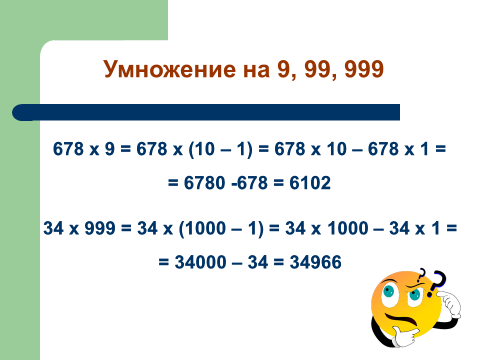 Умножение на 9, 99, 999
678 х 9 = 678 х (10 – 1) = 678 х 10 – 678 х 1 =
= 6780 -678 = 6102
34 х 999 = 34 х (1000 – 1) = 34 х 1000 – 34 х 1 =
= 34000 – 34 = 34966
???